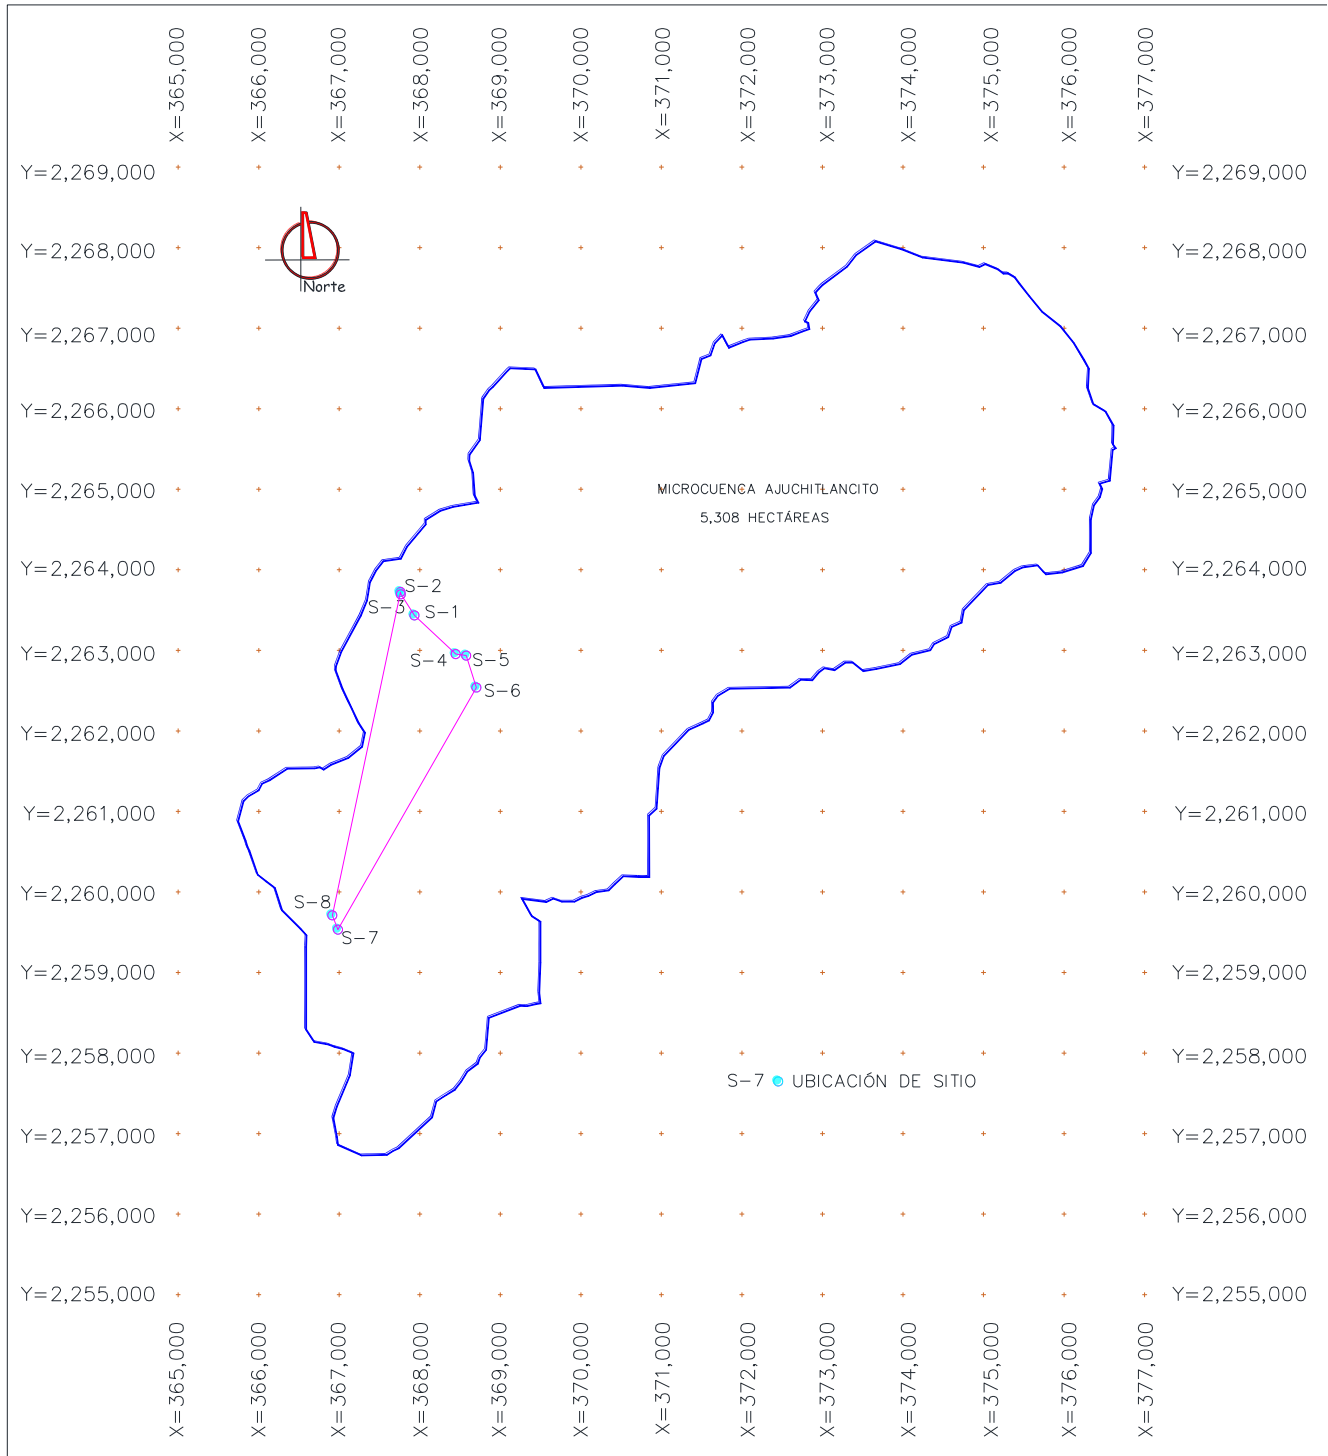 X=365,000
X=366,000
X=367,000
X=368,000
X=369,000
X=370,000
X=371,000
X=372,000
X=373,000
X=374,000
X=375,000
X=376,000
X=377,000
Y=2,269,000 Y=2,269,000
Y=2,268,000 Y=2,268,000
Norte
Y=2,267,000 Y=2,267,000
Y=2,266,000 Y=2,266,000
Y=2,265,000 MICROCUENCA AJUCHITLANCITO Y=2,265,000
5,308 HECTÁREAS
Y=2,264,000 Y=2,264,000
S-2
S-3
S-1
Y=2,263,000 Y=2,263,000
S-4 S-5
S-6
Y=2,262,000 Y=2,262,000
Y=2,261,000 Y=2,261,000
Y=2,260,000 Y=2,260,000
S-8
S-7
Y=2,259,000 Y=2,259,000
Y=2,258,000 Y=2,258,000
S-7 UBICACIÓN DE SITIO
Y=2,257,000 Y=2,257,000
Y=2,256,000 Y=2,256,000
Y=2,255,000 Y=2,255,000
X=365,000
X=366,000
X=367,000
X=368,000
X=369,000
X=370,000
X=371,000
X=372,000
X=373,000
X=374,000
X=375,000
X=376,000
X=377,000